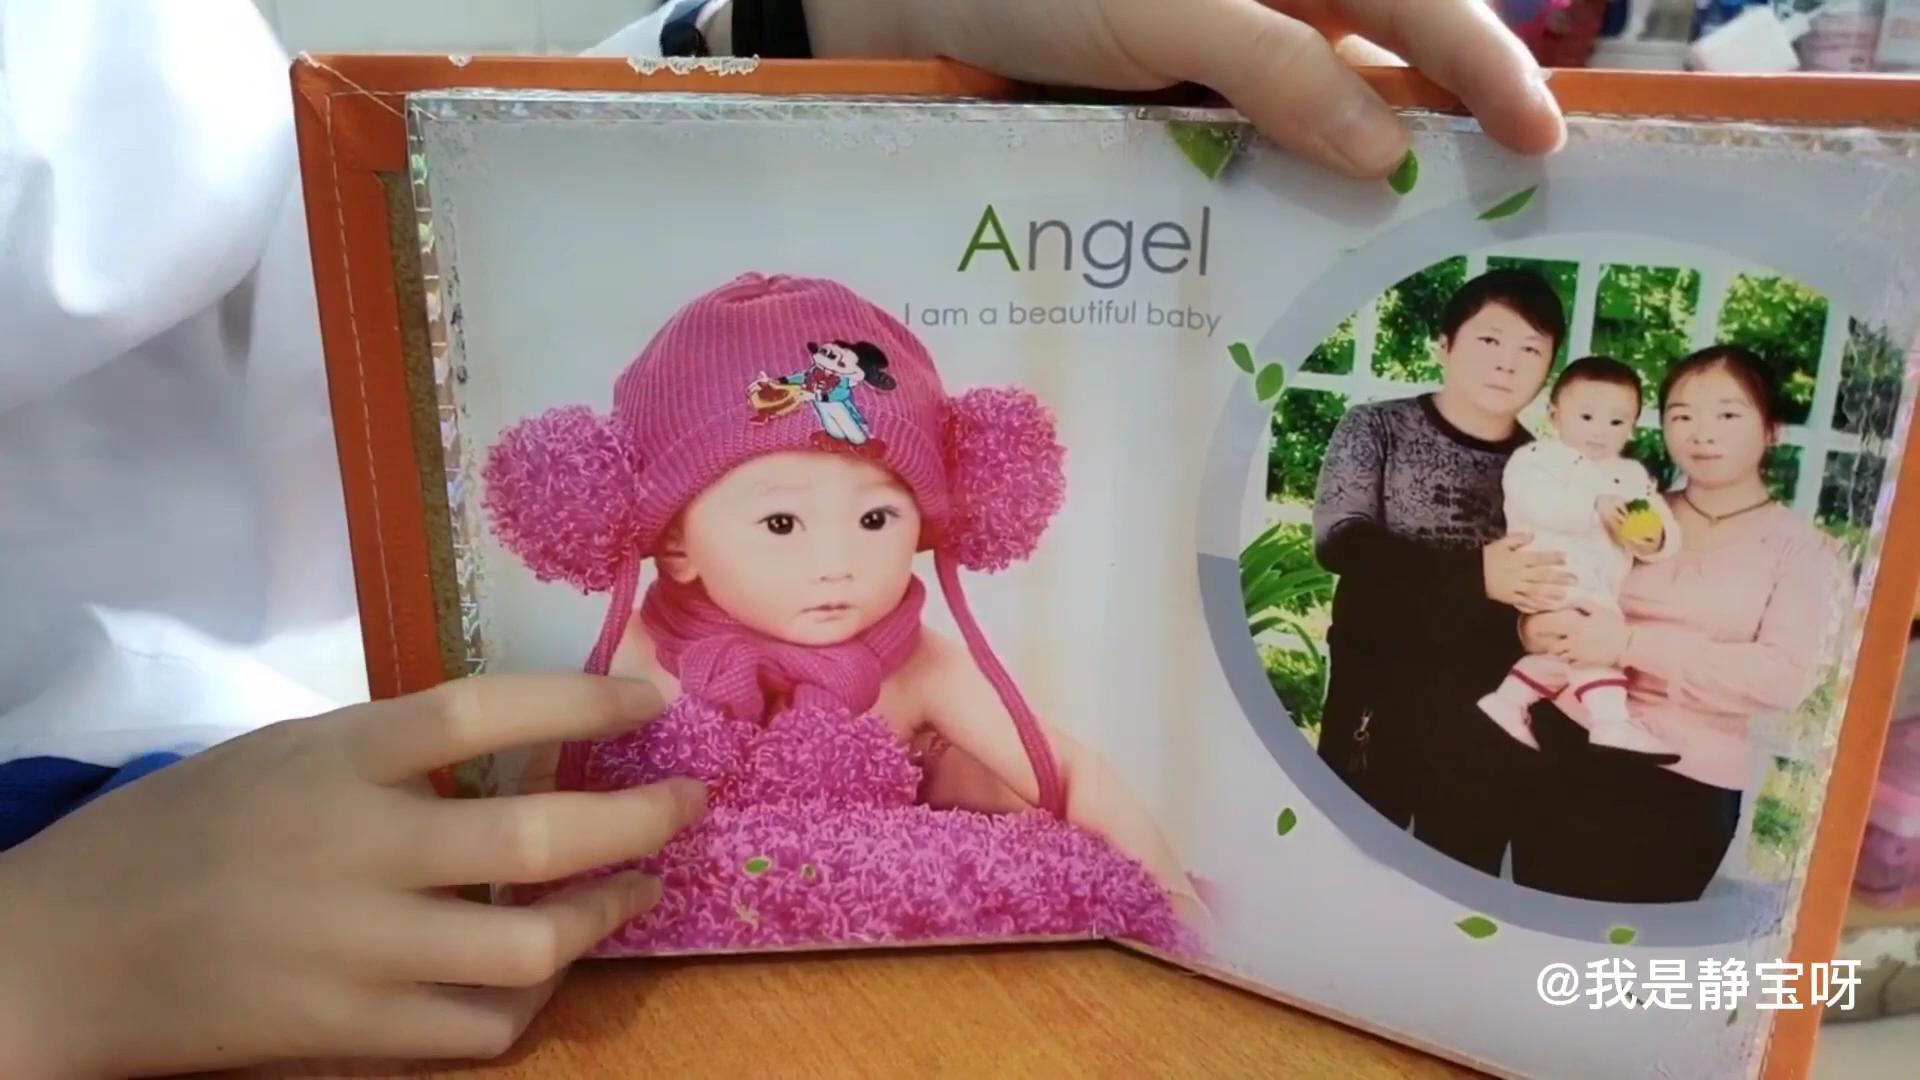 Angel
I am a beautiful baby
@我是静宝呀